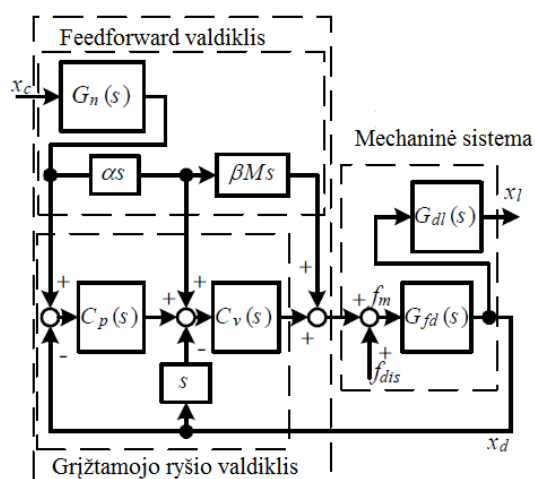 Feedforward valdiklis
x_c
G_n(s)
Mechaninė sistema
αs
βMs
G_dl(s)
x_l
+
+
+
+
C_p(s)
+
C_v(s)
+
+
f_m
G_fd(s)
-
-
s
+
f_dis
x_d
Grįžtamojo ryšio valdiklis